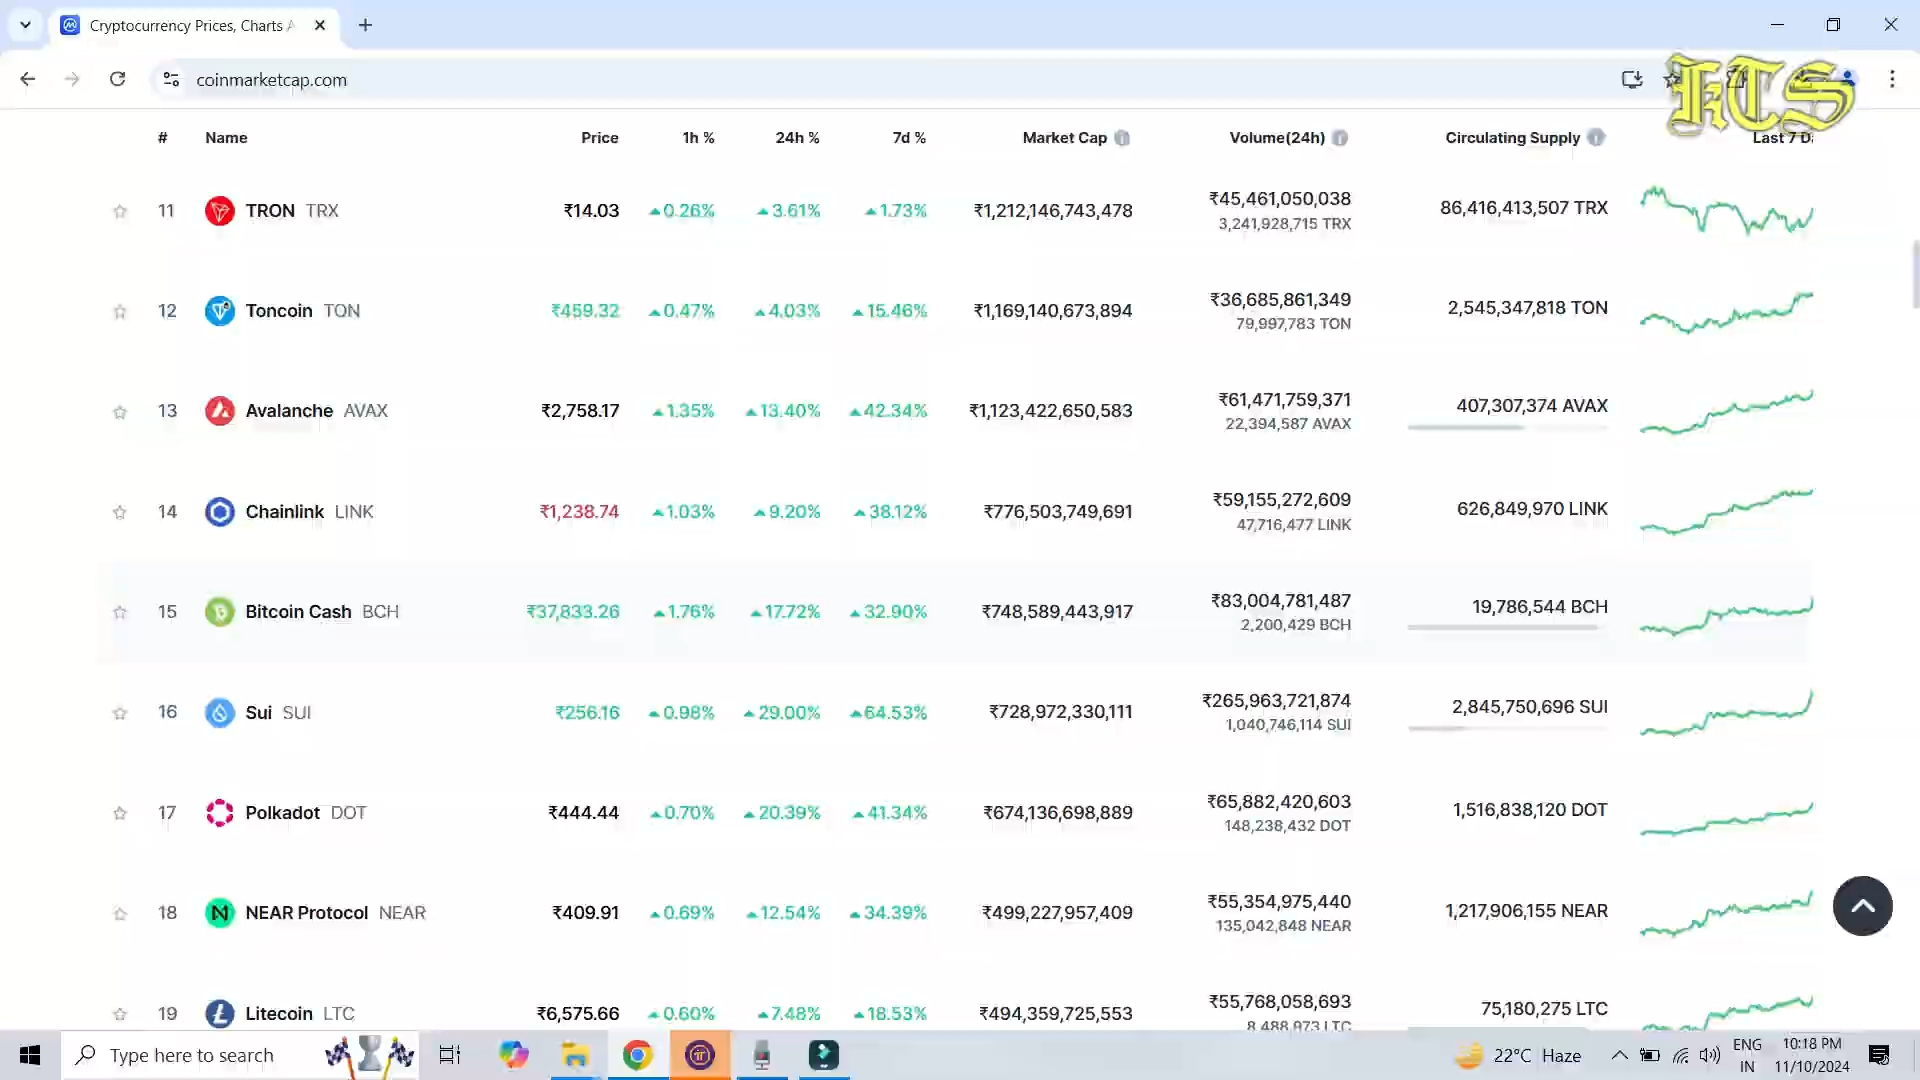 Cryptocurrency Prices, Charts A
coinmarketcap.com
KTS
# Name Price 1h % 24h % 7d % Market Cap Volume(24h) Circulating Supply Last 7 D
11 TRON TRX ₹14.03 0.26% 3.61% 1.73% ₹1,212,146,743,478 ₹45,461,050,038 86,416,413,507 TRX
3,241,928,715 TRX
12 Toncoin TON ₹459.32 0.47% 4.03% 15.46% ₹1,169,140,673,894 ₹36,685,861,349 2,545,347,818 TON
79,997,783 TON
13 Avalanche AVAX ₹2,758.17 1.35% 13.40% 42.34% ₹1,123,422,650,583 ₹61,471,759,371 407,307,374 AVAX
22,394,587 AVAX
14 Chainlink LINK ₹1,238.74 1.03% 9.20% 38.12% ₹776,503,749,691 ₹59,155,272,609 626,849,970 LINK
47,716,477 LINK
15 Bitcoin Cash BCH ₹37,833.26 1.76% 17.72% 32.90% ₹748,589,443,917 ₹83,004,781,487 19,786,544 BCH
2,200,429 BCH
16 Sui SUI ₹256.16 0.98% 29.00% 64.53% ₹728,972,330,111 ₹265,963,721,874 2,845,750,696 SUI
1,040,746,114 SUI
17 Polkadot DOT ₹444.44 0.70% 20.39% 41.34% ₹674,136,698,889 ₹65,882,420,603 1,516,838,120 DOT
148,238,432 DOT
18 NEAR Protocol NEAR ₹409.91 0.69% 12.54% 34.39% ₹499,227,957,409 ₹55,354,975,440 1,217,906,155 NEAR
135,042,848 NEAR
19 Litecoin LTC ₹6,575.66 0.60% 7.48% 18.53% ₹494,359,725,553 ₹55,768,058,693 75,180,275 LTC
8,488,973 LTC
Type here to search 22°C Haze ENG 10:18 PM
IN 11/10/2024